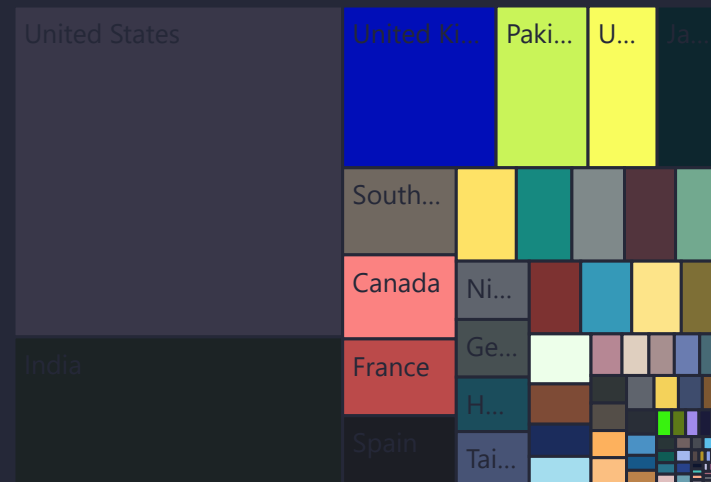 United States
United Ki...
Paki...
U...
Ja...
South...
Canada
Ni...
Ge...
France
India
H...
Spain
Tai...